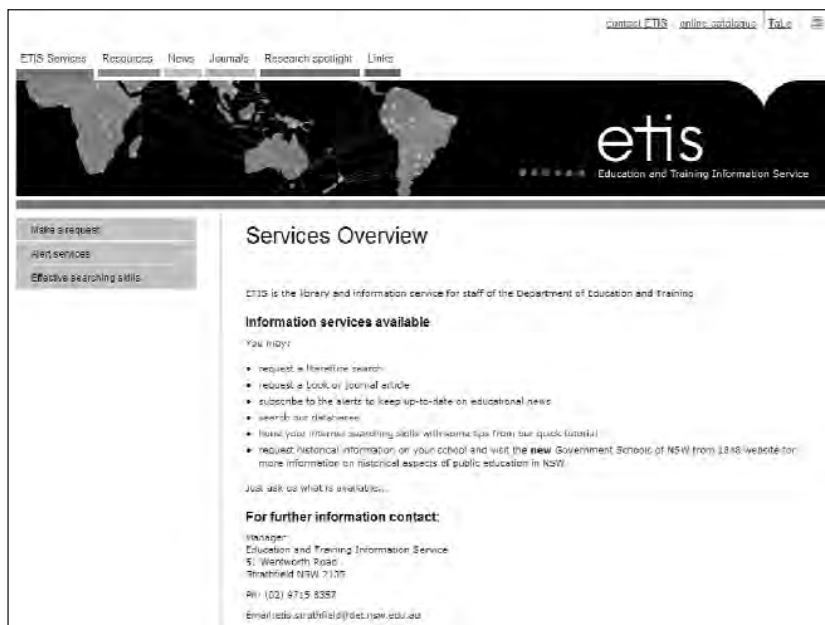 contact ETIS online catalogue TaLe
ETIS Services Resources News Journals Research spotlight Links
etis
Education and Training Information Service
Make a request
Alert services
Effective searching skills
Services Overview
ETIS is the library and information service for staff of the Department of Education and Training
Information services available
You may:
• request a literature search
• request a book or journal article
• subscribe to the alerts to keep up-to-date on educational news
• search our databases
• hone your internet searching skills with some tips from our quick tutorial
• request historical information on your school and visit the new Government Schools of NSW from 1848 website for
more information on historical aspects of public education in NSW
Just ask us what is available...
For further information contact:
Manager
Education and Training Information Service
Wentworth Road
Strathfield NSW 2135
PH: (02) 9715 8357
Email:etis.strathfield@det.nsw.edu.au